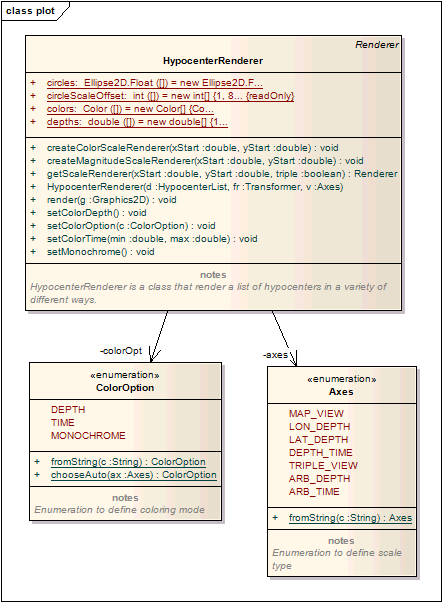 class plot
Renderer
HypocenterRenderer
+ circles: Ellipse2D.Float ([]) = new Ellipse2D.F...
+ circleScaleOffset: int ([]) = new int[] {1, 8... {readOnly}
+ colors: Color ([]) = new Color[] {Co...
+ depths: double ([]) = new double[] {1...
+ createColorScaleRenderer(xStart :double, yStart :double) : void
+ createMagnitudeScaleRenderer(xStart :double, yStart :double) : void
+ getScaleRenderer(xStart :double, yStart :double, triple :boolean) : Renderer
+ HypocenterRenderer(d :HypocenterList, fr :Transformer, v :Axes)
+ render(g :Graphics2D) : void
+ setColorDepth() : void
+ setColorOption(c :ColorOption) : void
+ setColorTime(min :double, max :double) : void
+ setMonochrome() : void
notes
HypocenterRenderer is a class that render a list of hypocenters in a variety of
different ways.
-colorOpt
-axes
«enumeration»
ColorOption
DEPTH
TIME
MONOCHROME
+ fromString(c :String) : ColorOption
+ chooseAuto(ax :Axes) : ColorOption
notes
Enumeration to define coloring mode
«enumeration»
Axes
MAP_VIEW
LON_DEPTH
LAT_DEPTH
DEPTH_TIME
TRIPLE_VIEW
ARB_DEPTH
ARB_TIME
+ fromString(c :String) : Axes
notes
Enumeration to define scale
type